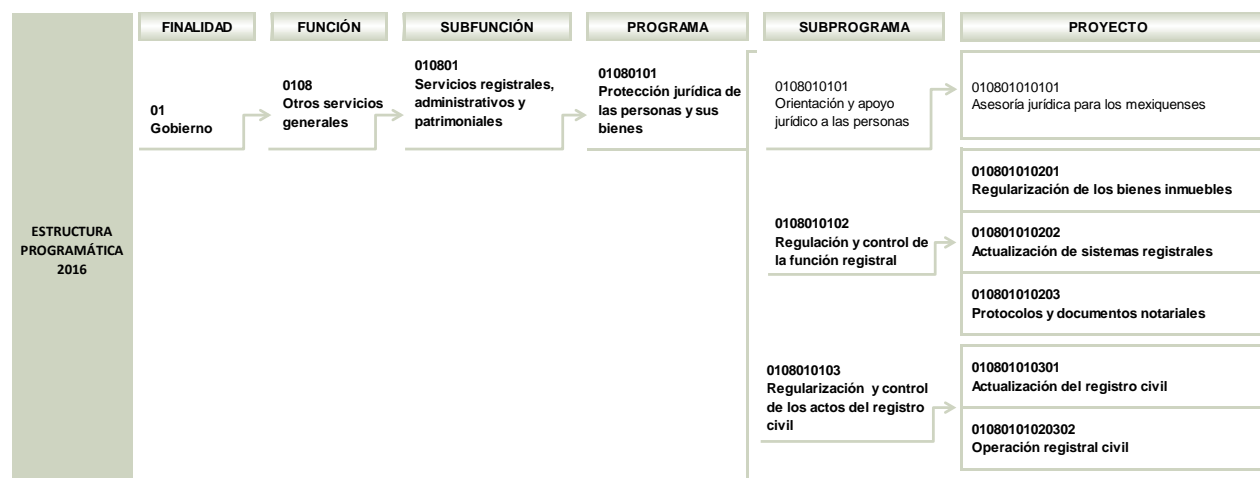 FINALIDAD
FUNCIÓN
SUBFUNCIÓN
PROGRAMA
SUBPROGRAMA
PROYECTO
ESTRUCTURA
PROGRAMÁTICA
2016
01
Gobierno
0108
Otros servicios
generales
010801
Servicios registrales,
administrativos y
patrimoniales
01080101
Protección jurídica de
las personas y sus
bienes
0108010101
Orientación y apoyo
jurídico a las personas
010801010101
Asesoría jurídica para los mexiquenses
0108010102
Regulación y control de
la función registral
010801010201
Regularización de los bienes inmuebles
010801010202
Actualización de sistemas registrales
010801010203
Protocolos y documentos notariales
0108010103
Regularización y control
de los actos del registro
civil
010801010301
Actualización del registro civil
01080101020302
Operación registral civil